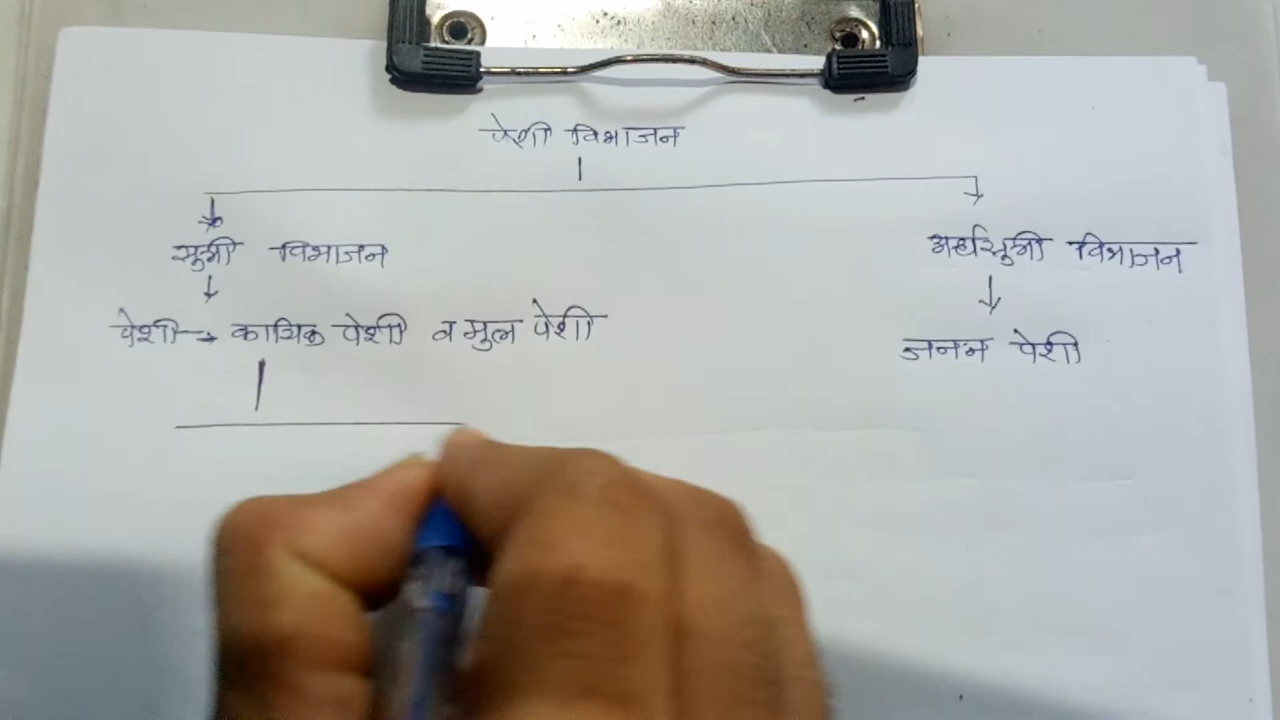 पेशी विभाजन
सुत्री विभाजन
अर्धसुत्री विभाजन
पेशी → कायिक पेशी व मुल पेशी
जनन पेशी